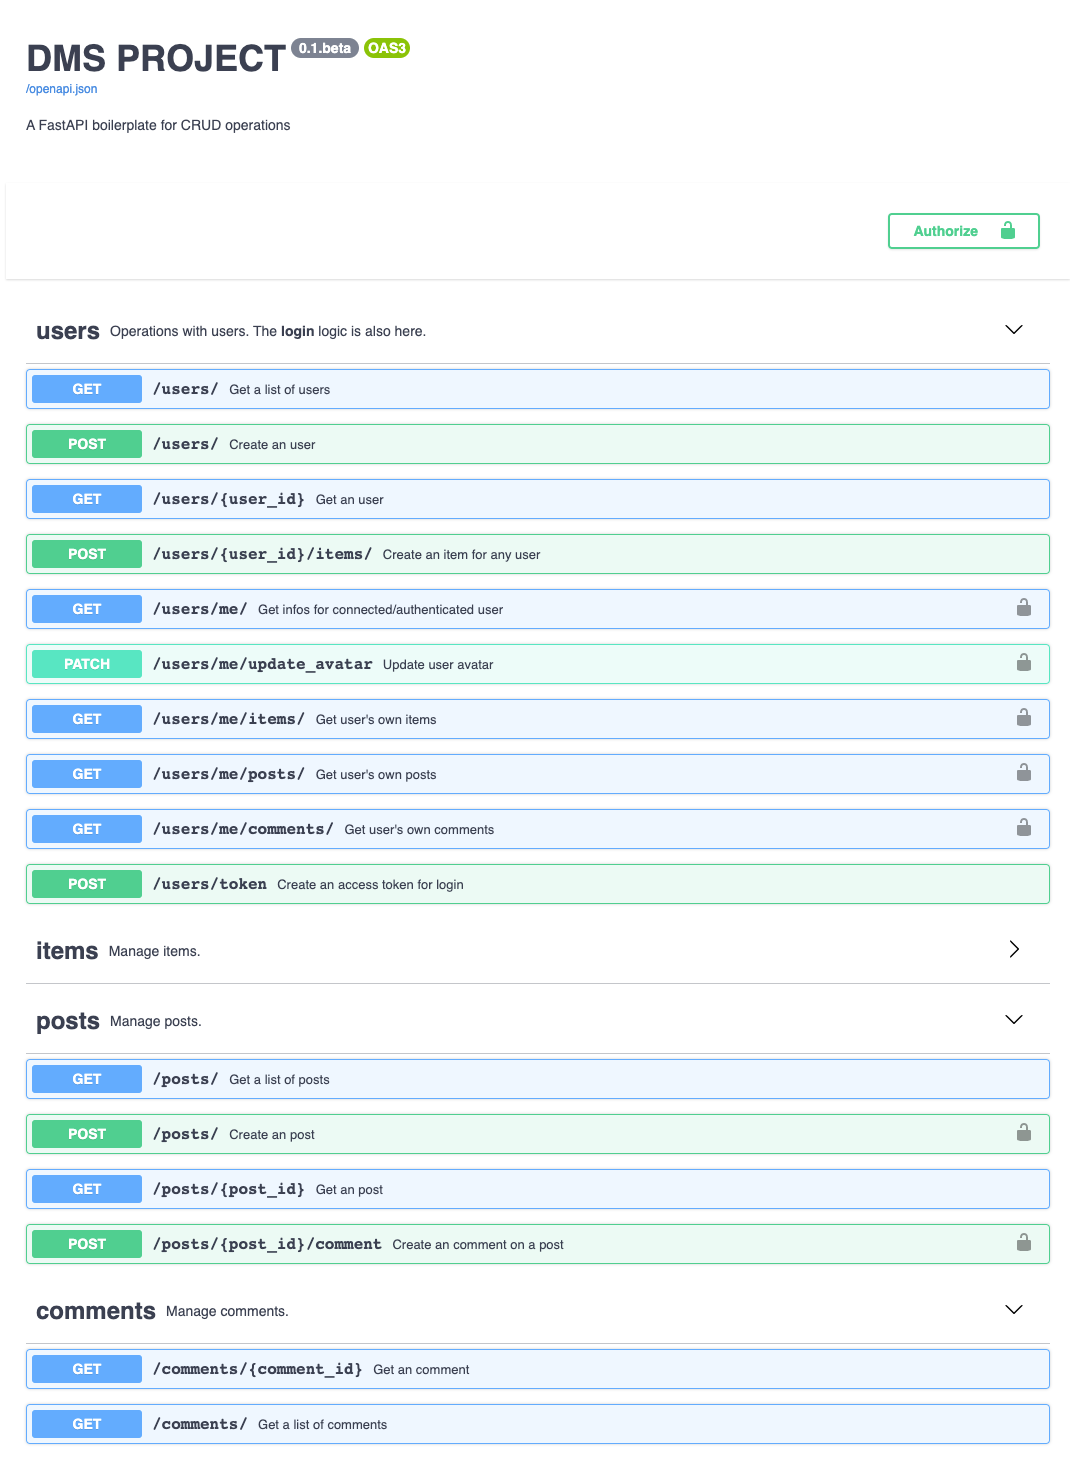 DMS PROJECT 0.1.beta OAS3
/openapi.json
A FastAPI boilerplate for CRUD operations
Authorize
users Operations with users. The login logic is also here.
GET /users/ Get a list of users
POST /users/ Create an user
GET /users/{user_id} Get an user
POST /users/{user_id}/items/ Create an item for any user
GET /users/me/ Get infos for connected/authenticated user
PATCH /users/me/update_avatar Update user avatar
GET /users/me/items/ Get user's own items
GET /users/me/posts/ Get user's own posts
GET /users/me/comments/ Get user's own comments
POST /users/token Create an access token for login
items Manage items.
posts Manage posts.
GET /posts/ Get a list of posts
POST /posts/ Create an post
GET /posts/{post_id} Get an post
POST /posts/{post_id}/comment Create an comment on a post
comments Manage comments.
GET /comments/{comment_id} Get an comment
GET /comments/ Get a list of comments